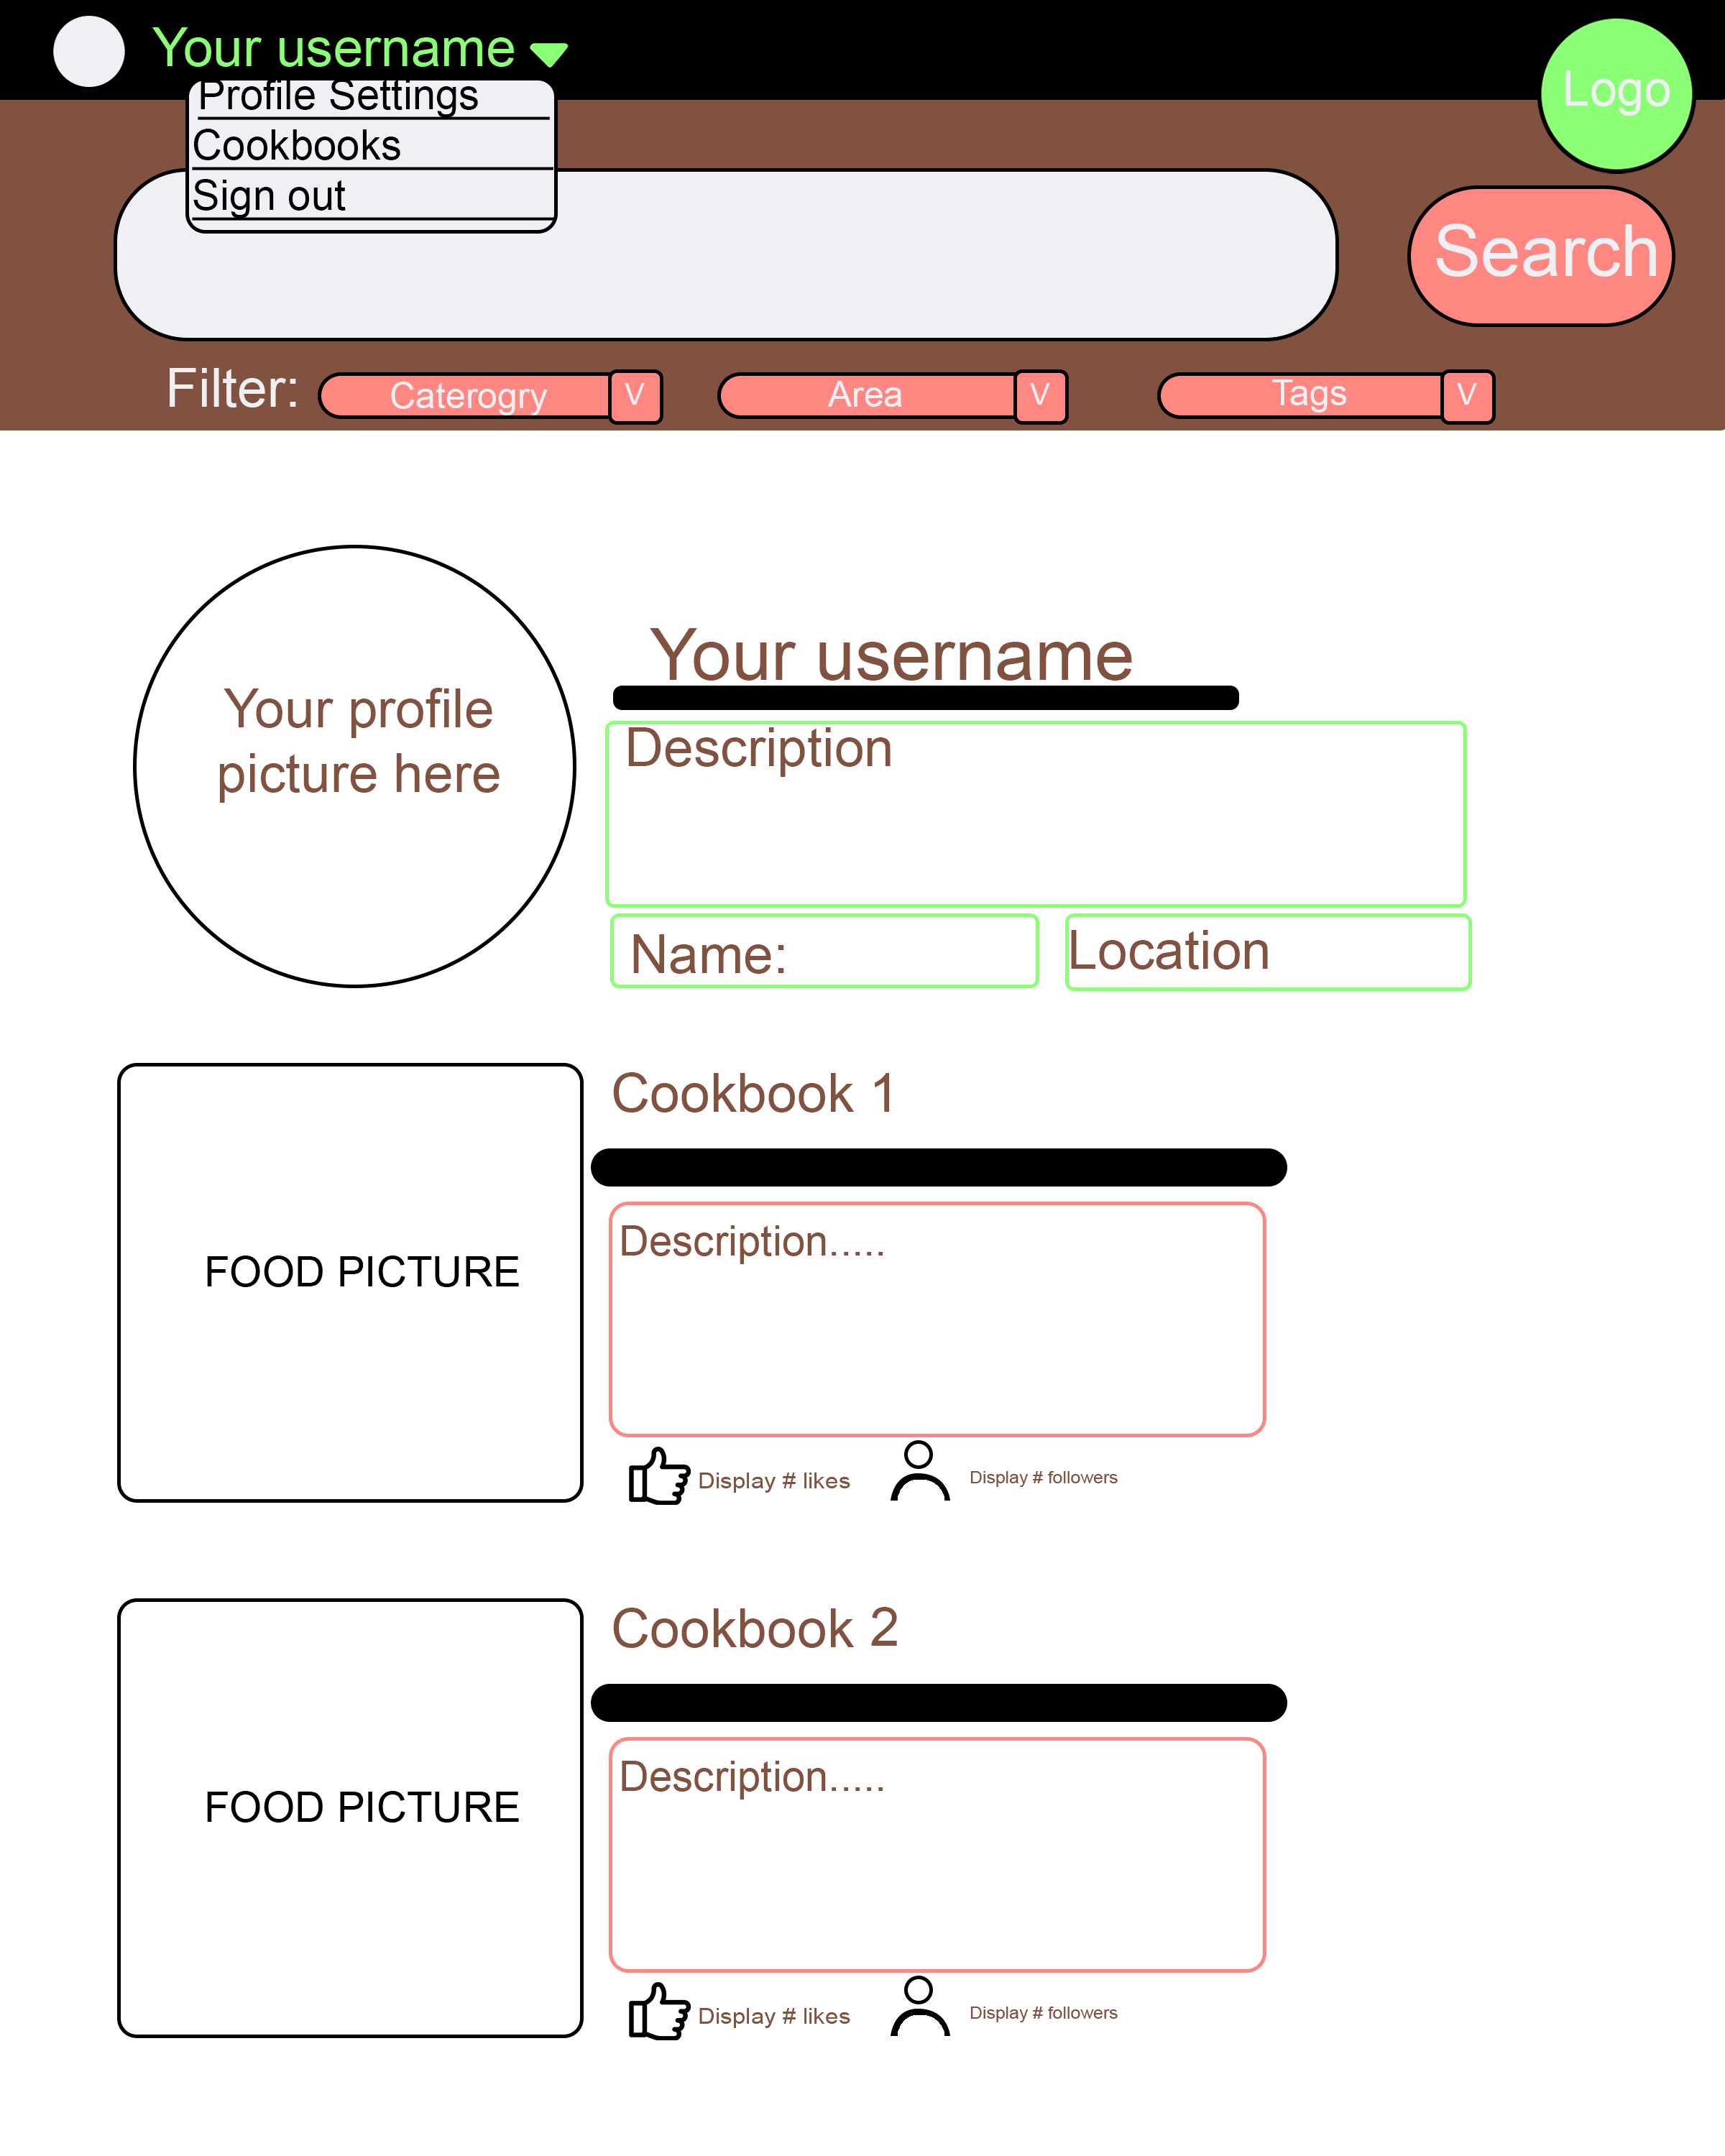 Your username
Logo
Profile Settings
Cookbooks
Sign out
Search
Filter:
Caterogry
V
Area
V
Tags
V
Your profile
picture here
Your username
Description
Name:
Location
Cookbook 1
FOOD PICTURE
Description.....
Display # likes
Display # followers
Cookbook 2
FOOD PICTURE
Description.....
Display # likes
Display # followers